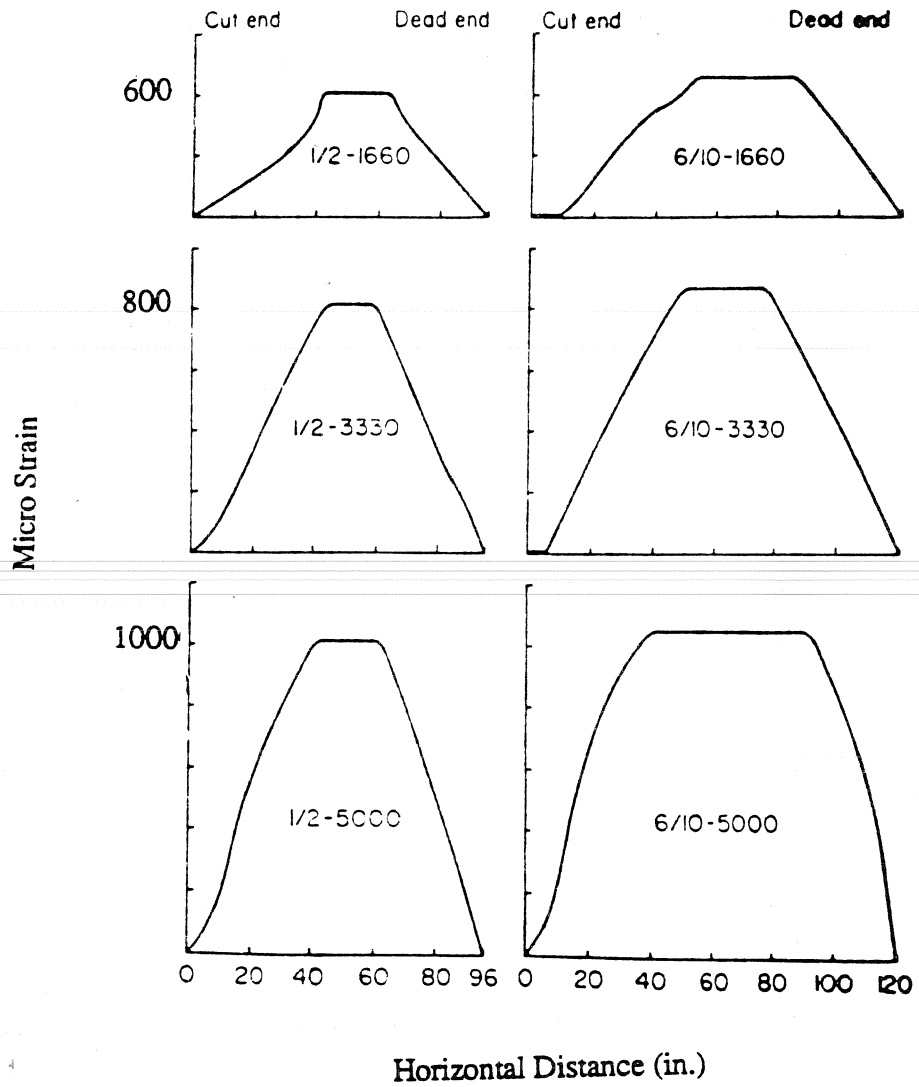 Cut end Dead end Cut end Dead end
600
1/2-1660 6/10-1660
800
1/2-3330 6/10-3330
Micro Strain
1000
1/2-5000 6/10-5000
0 20 40 60 80 96 0 20 40 60 80 100 120
Horizontal Distance (in.)